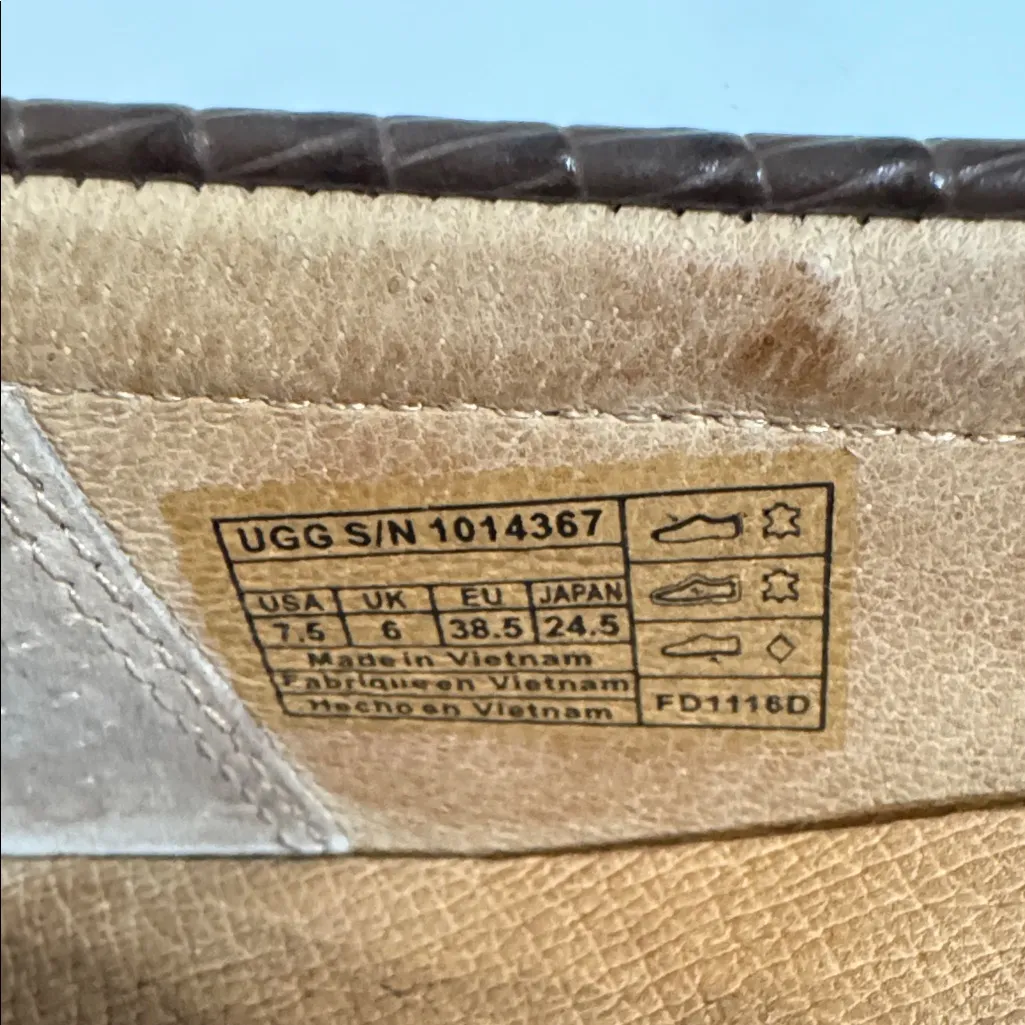 UGG S/N 1014367
USA UK EU JAPAN
7.5 6 38.5 24.5
Made in Vietnam
Fabrique en Vietnam
Hecho en Vietnam
FD1116D